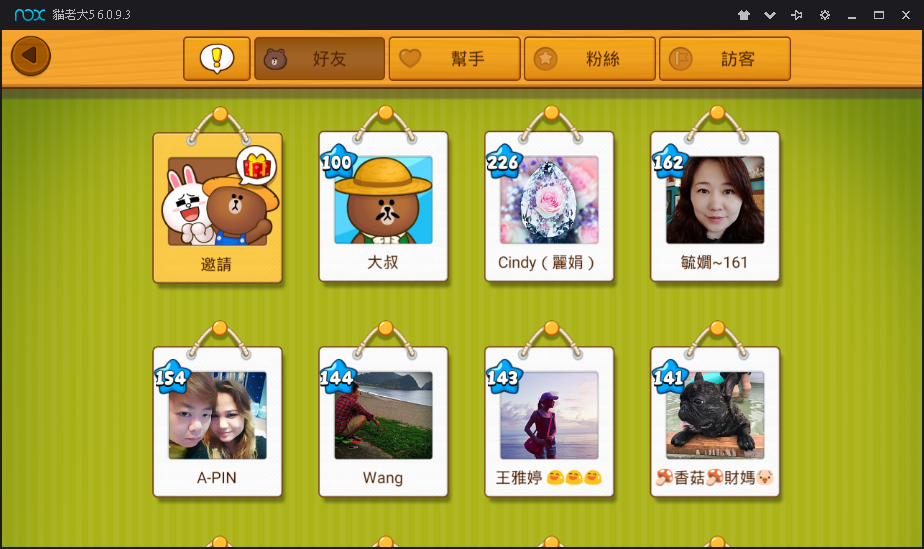 nox 貓老大5 6.0.9.3
好友
幫手
粉絲
訪客
邀請
100
大叔
226
Cindy ( 麗娟 )
162
毓嫺~161
154
A-PIN
144
Wang
143
王雅婷 😋😋😋
141
🍄香菇🍄財媽🐷